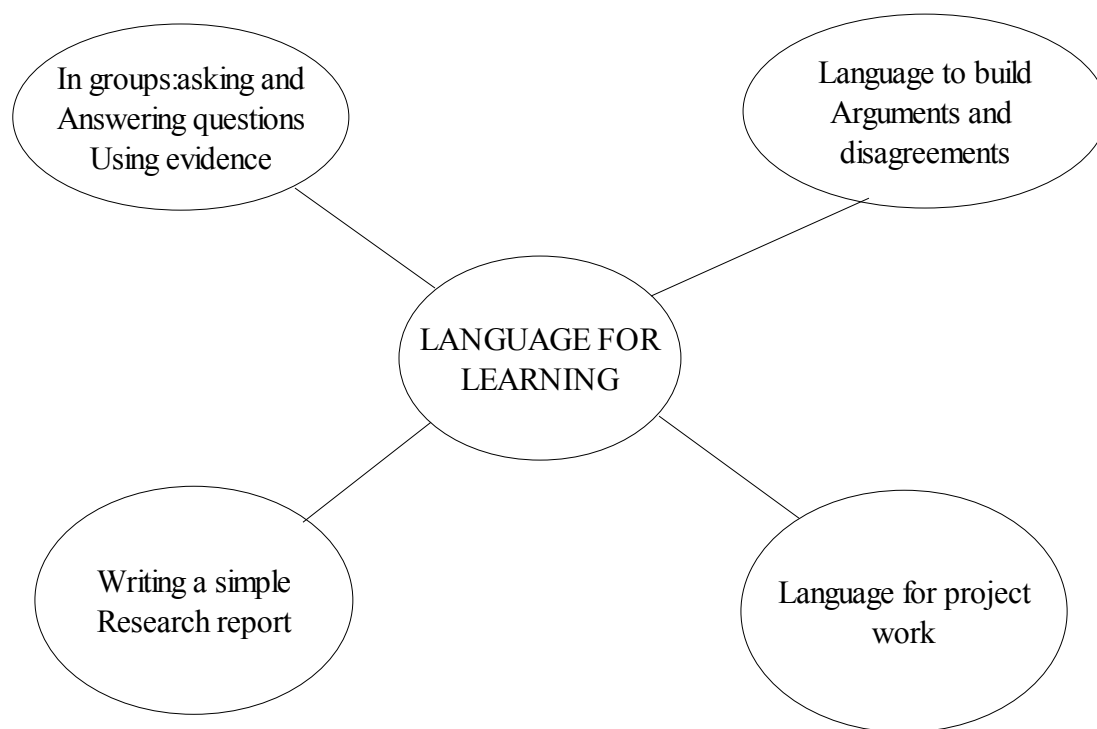 In groups:asking and
Answering questions
Using evidence
Language to build
Arguments and
disagreements
LANGUAGE FOR
LEARNING
Writing a simple
Research report
Language for project
work